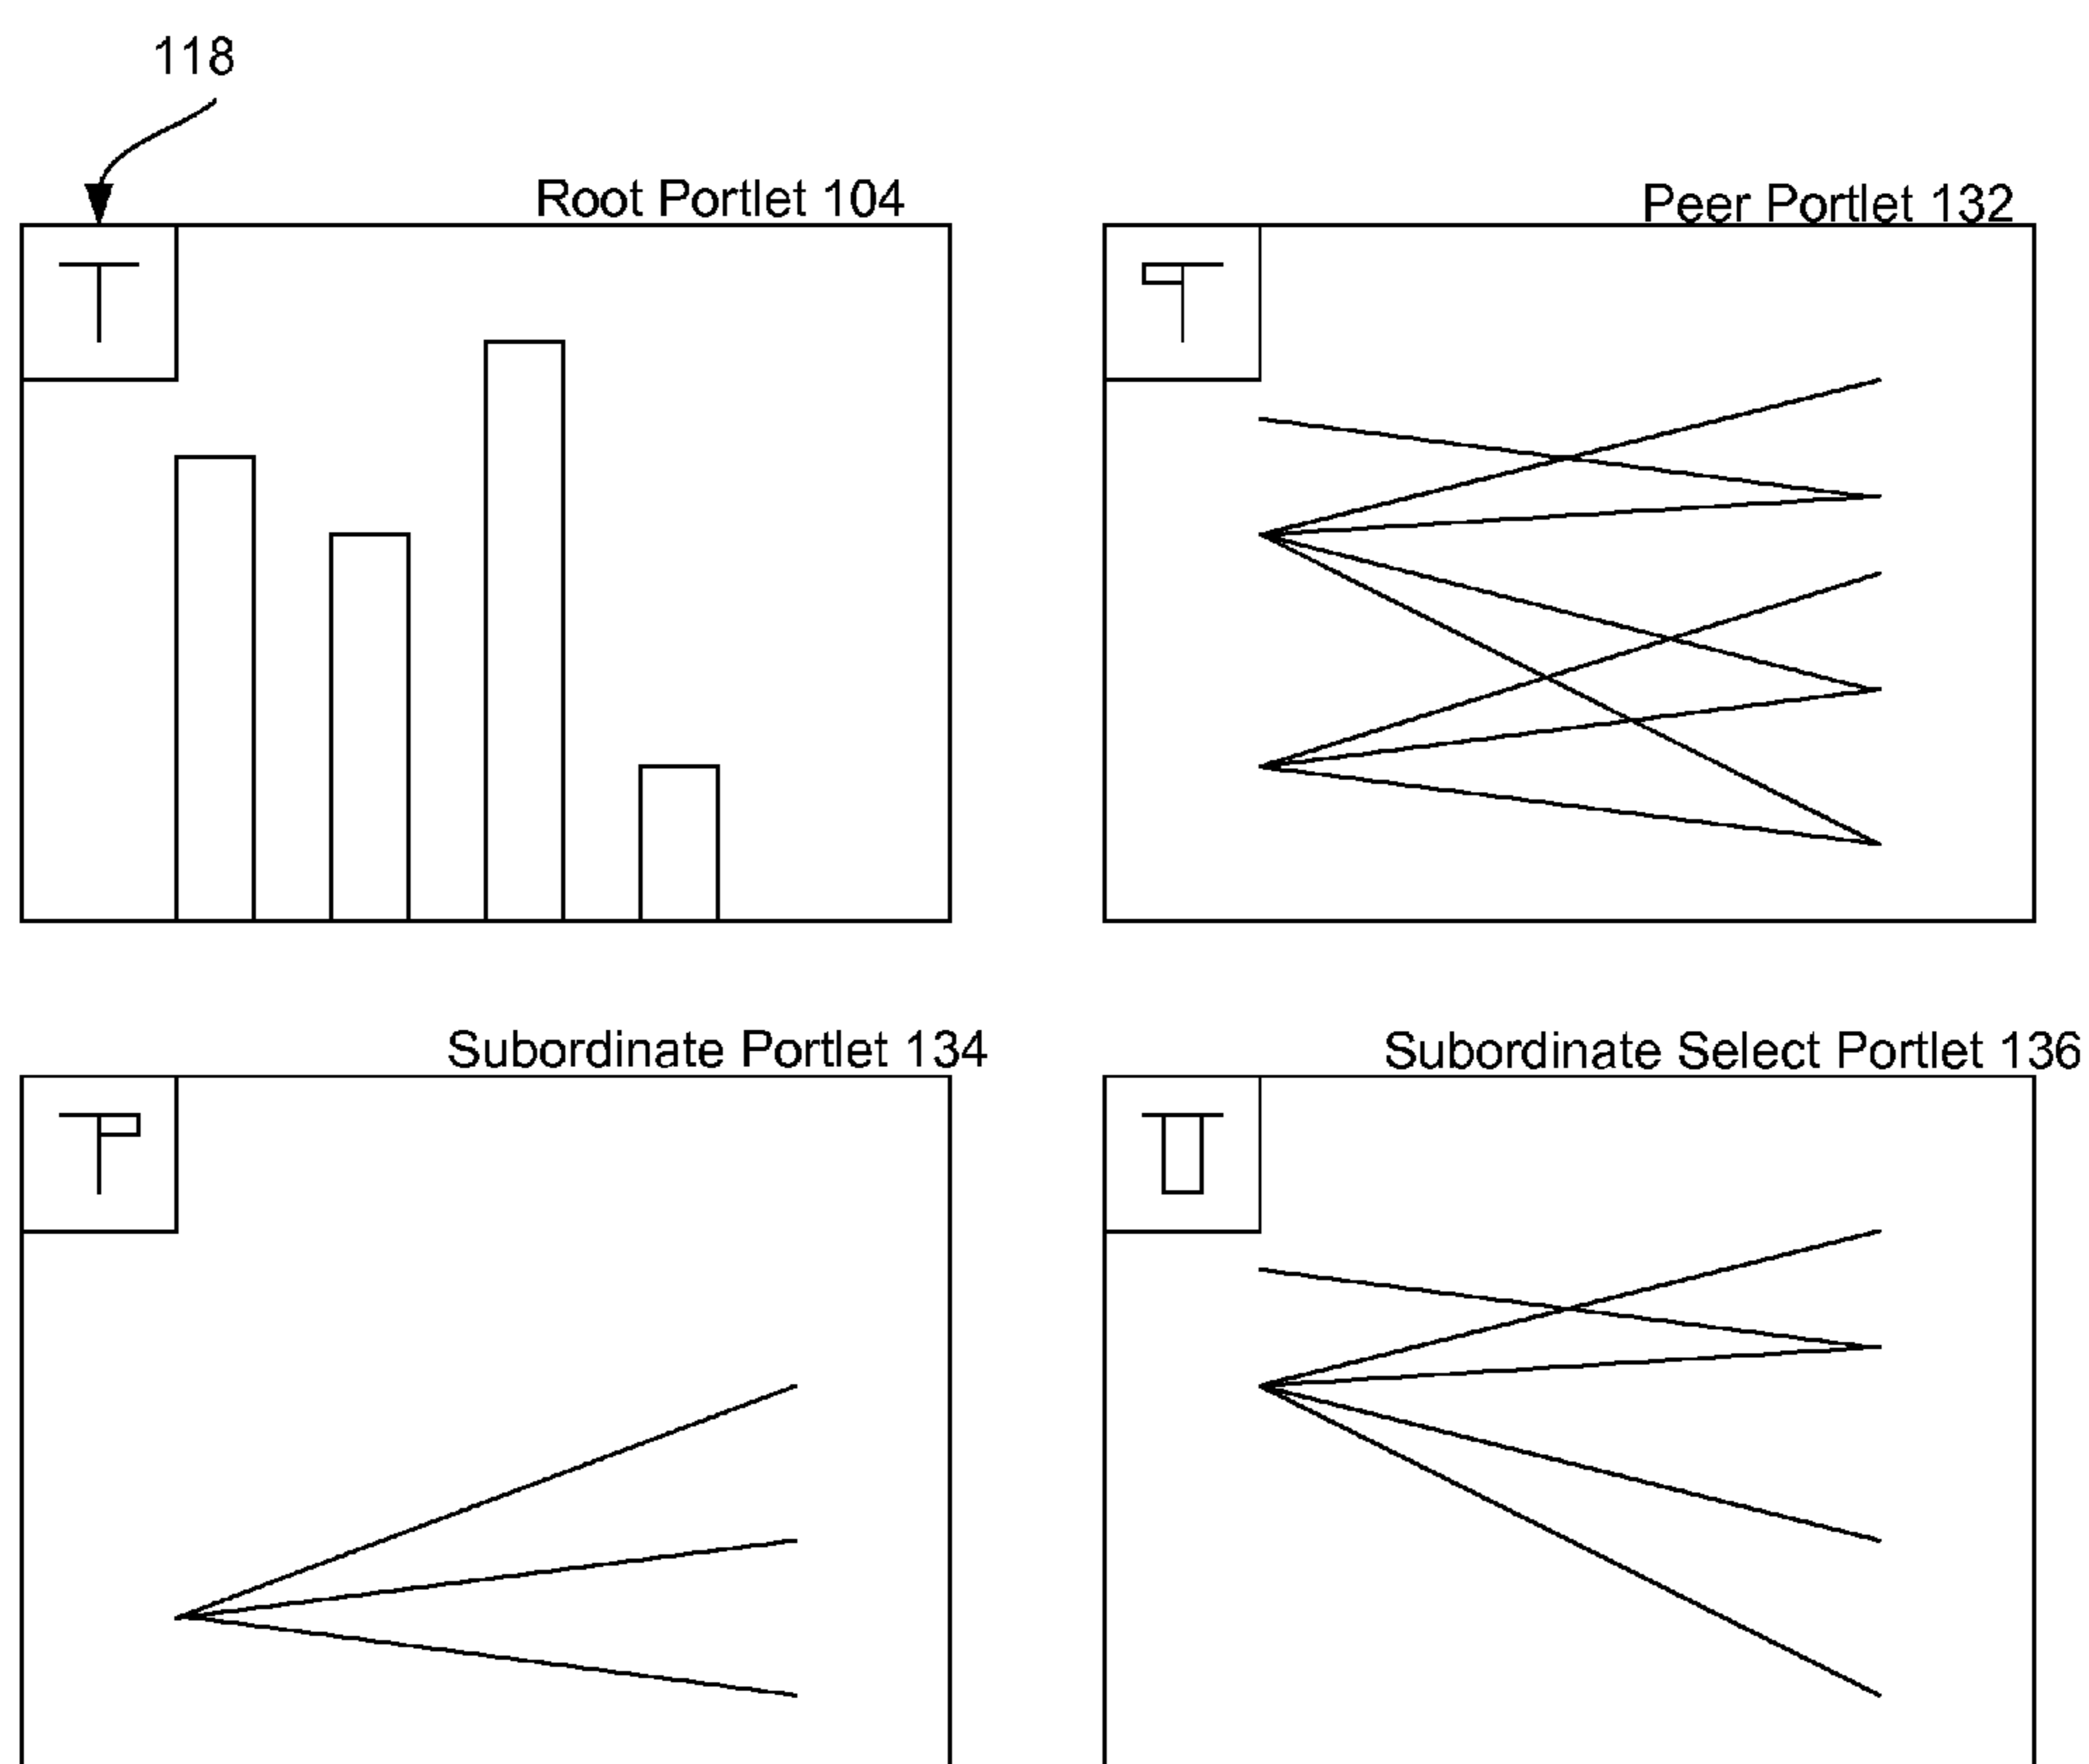 118
Root Portlet 104
Peer Portlet 132
T
Subordinate Portlet 134
Subordinate Select Portlet 136